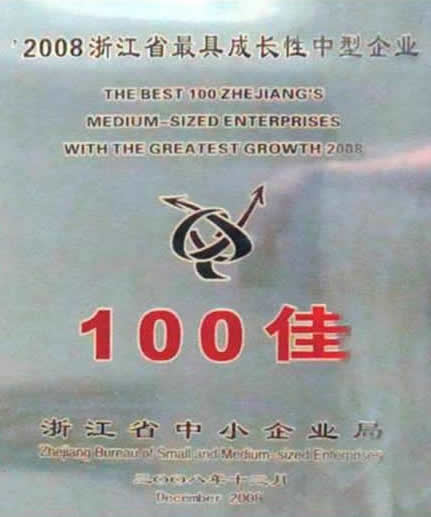 '2008浙江省最具成长性中型企业
THE BEST 100 ZHEJIANG'S
MEDIUM-SIZED ENTERPRISES
WITH THE GREATEST GROWTH 2008
100佳
浙江省中小企业局
Zhejiang Bureau of Small and Medium-sized Enterprises
二〇〇八年十二月
December 2008